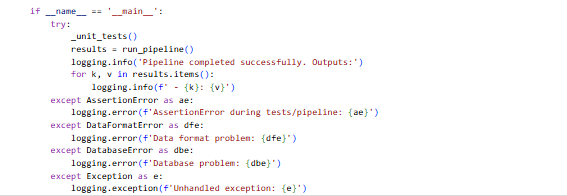 if __name__ == '__main__':
    try:
        _unit_tests()
        results = run_pipeline()
        logging.info('Pipeline completed successfully. Outputs:')
        for k, v in results.items():
            logging.info(f' - {k}: {v}')
    except AssertionError as ae:
        logging.error(f'AssertionError during tests/pipeline: {ae}')
    except DataFormatError as dfe:
        logging.error(f'Data format problem: {dfe}')
    except DatabaseError as dbe:
        logging.error(f'Database problem: {dbe}')
    except Exception as e:
        logging.exception(f'Unhandled exception: {e}')